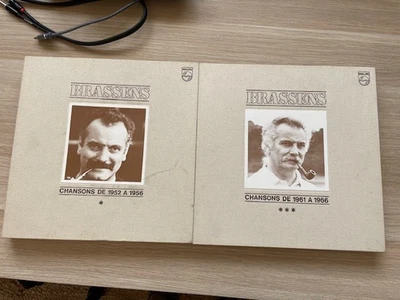 BRASSENS
CHANSONS DE 1952 A 1956
*
BRASSENS
CHANSONS DE 1961 A 1966
***